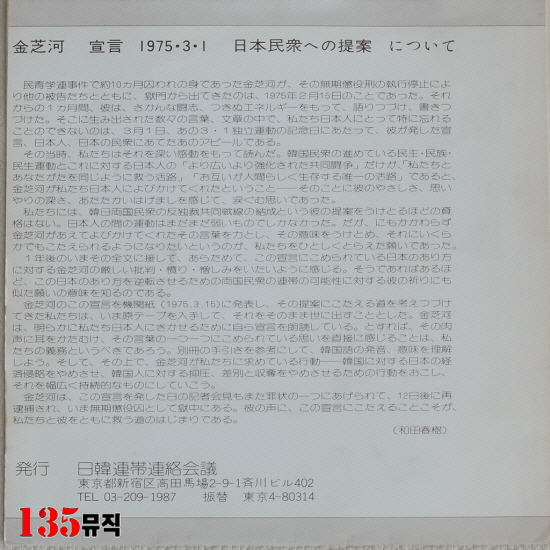 金芝河　宣言　1975・3・1　日本民衆への提案　について
民青学連事件で約10ヵ月囚われの身であった金芝河が、その無期懲役刑の執行停止によ
り他の被告たちとともに、獄門から出てきたのは、1975年2月15日のことであった。それ
からの1ヵ月間、彼は、さかんな闘志、つきぬエネルギーをもって、語りつづけ、書きつ
づけた。そこに生み出された数々の言葉、文章の中で、私たち日本人にとって特に忘れる
ことのできないのは、3月1日、あの3・1独立運動の記念日にあたって、彼が発した宣
言、日本人、日本の民衆にあてたあのアピールである。
その当時、私たちはそれを深い感動をもって読んだ。韓国民衆の進めている民主・民族・
民生運動とこれに対する日本人の「より広いより強化された共同闘争」だけが、「私たちと
あなたがたを同じように救う活路」、「お互いが人間らしく生存する唯一の活路」であると、
金芝河が私たち日本人によびかけてくれたということ──そのことに彼のやさしさ、思い
やりの深さ、あたたかいはげましを感じて、涙ぐむ思いであった。
私たちには、韓日両国民衆の反独裁共同戦線の結成という彼の提案をうけとるほどの資
格はない。日本人の間の運動はまだまだ弱いものでしかなかった。だが、にもかかわらず
金芝河があえてよびかけてくれたその言葉を力とし、その意味をうけとめ、それにいくら
かでもこたえられるようになりたいというのが、私たちをひとしくとらえた願いであった。
1年後のいまその全文に接して、あらためて、この宣言にこめられている日本のあり方
に対する金芝河の厳しい批判・憤り・憎しみをいたいように感じる。そうであればあるほ
ど、この日本のあり方を逆転させるための両国民衆の連帯の可能性に対する彼の祈りにも
似た願いの意味を知るのである。
金芝河のこの宣言を機関紙（1975.3.15）に発表し、その提案にこたえる道を考えつづけ
てきた私たちは、いま原テープを入手して、それをそのまま世に出すこととした。金芝河
は、明らかに私たち日本人にきかせるために自ら宣言を朗読している。とすれば、その肉
声に耳をかたむけ、その言葉の一つ一つにこめられている思いを直接に感じることは、私
たちの義務というべきであろう。別冊の手引きを参考にして、韓国語の発音、意味を理解
しよう。そして、その上で、金芝河が私たちに求めている行動──韓国に対する日本の経
済侵略をやめさせ、韓国人に対する抑圧、差別と収奪をやめさせるための行動をおこし、
それを幅広く持続的なものにしていこう。
金芝河は、この宣言を発した日の記者会見もまた罪状の一つにあげられて、12日後に再
逮捕され、いま無期懲役囚として獄中にある。彼の声に、この宣言にこたえることこそが、
私たちと彼をともに救う道のはじまりである。
（和田春樹）
発行　日韓連帯連絡会議
東京都新宿区高田馬場2-9-1斉川ビル402
TEL 03-209-1987　振替　東京4-80314
135뮤직